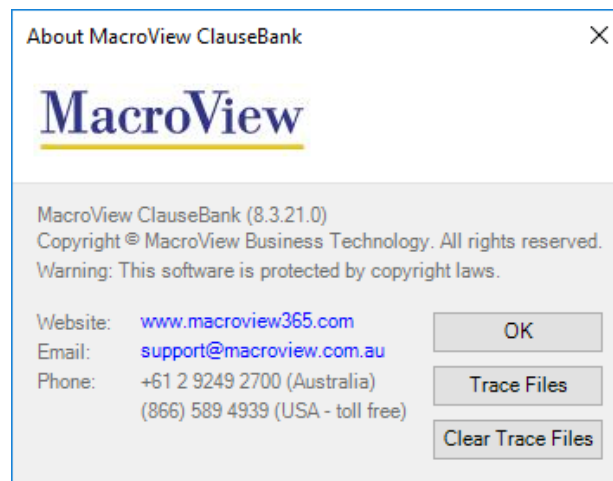 About MacroView ClauseBank
MacroView
MacroView ClauseBank (8.3.21.0)
Copyright © MacroView Business Technology. All rights reserved.
Warning: This software is protected by copyright laws.
Website: www.macroview365.com
Email: support@macroview.com.au
Phone: +61 2 9249 2700 (Australia)
(866) 589 4939 (USA - toll free)
OK
Trace Files
Clear Trace Files